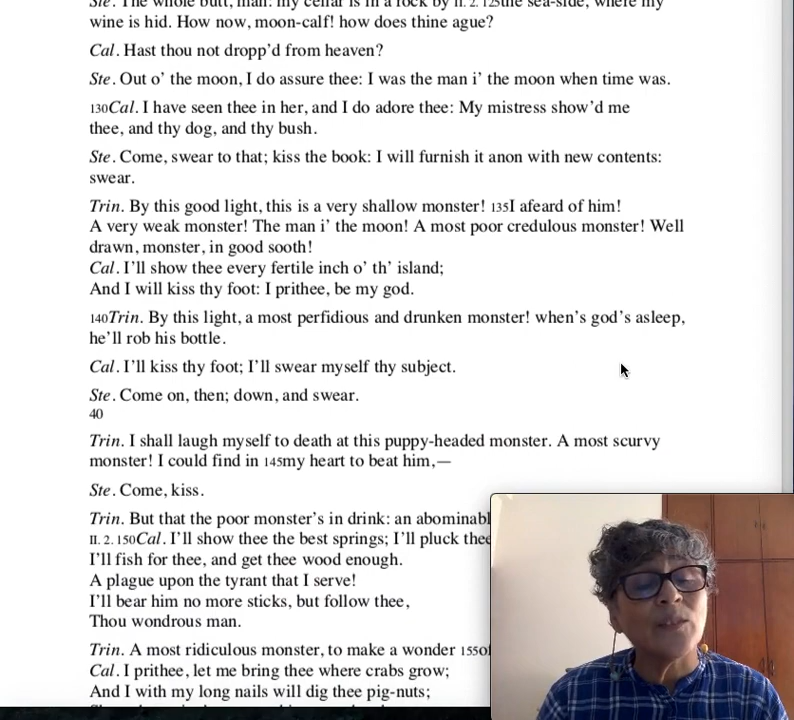 Ste. The whole butt, man: my cellar is in a rock by II. 2. 125the sea-side, where my
wine is hid. How now, moon-calf! how does thine ague?
Cal. Hast thou not dropp’d from heaven?
Ste. Out o’ the moon, I do assure thee: I was the man i’ the moon when time was.
130Cal. I have seen thee in her, and I do adore thee: My mistress show’d me
thee, and thy dog, and thy bush.
Ste. Come, swear to that; kiss the book: I will furnish it anon with new contents:
swear.
Trin. By this good light, this is a very shallow monster! 135I afeard of him!
A very weak monster! The man i’ the moon! A most poor credulous monster! Well
drawn, monster, in good sooth!
Cal. I’ll show thee every fertile inch o’ th’ island;
And I will kiss thy foot: I prithee, be my god.
140Trin. By this light, a most perfidious and drunken monster! when’s god’s asleep,
he’ll rob his bottle.
Cal. I’ll kiss thy foot; I’ll swear myself thy subject.
Ste. Come on, then; down, and swear.
40
Trin. I shall laugh myself to death at this puppy-headed monster. A most scurvy
monster! I could find in 145my heart to beat him,—
Ste. Come, kiss.
Trin. But that the poor monster’s in drink: an abominabl
II. 2. 150Cal. I’ll show thee the best springs; I’ll pluck thee
I’ll fish for thee, and get thee wood enough.
A plague upon the tyrant that I serve!
I’ll bear him no more sticks, but follow thee,
Thou wondrous man.
Trin. A most ridiculous monster, to make a wonder 155o
Cal. I prithee, let me bring thee where crabs grow;
And I with my long nails will dig thee pig-nuts;